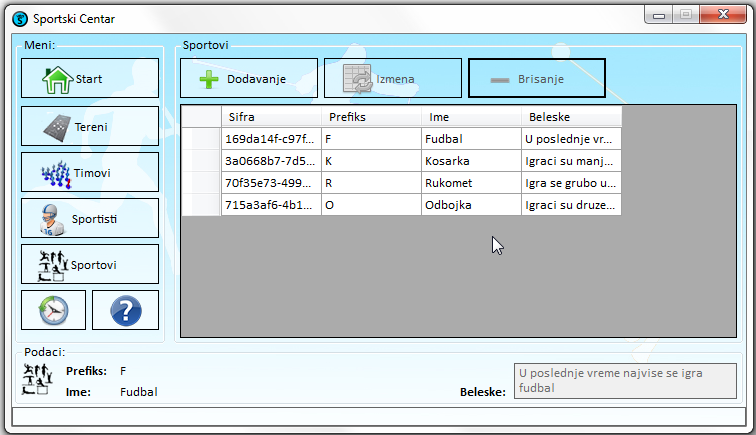 Sportski Centar
Meni:
Start
Tereni
Timovi
Sportisti
16
Sportovi
?
Sportovi
Dodavanje
Izmena
Brisanje
Sifra Prefiks Ime Beleske
169da14f-c97f... F Fudbal U poslednje vr...
3a0668b7-7d5... K Kosarka Igraci su manj...
70f35e73-499... R Rukomet Igra se grubo u...
715a3af6-4b1... O Odbojka Igraci su druze...
Podaci:
Prefiks: F
Ime: Fudbal
Beleske:
U poslednje vreme najvise se igra
fudbal